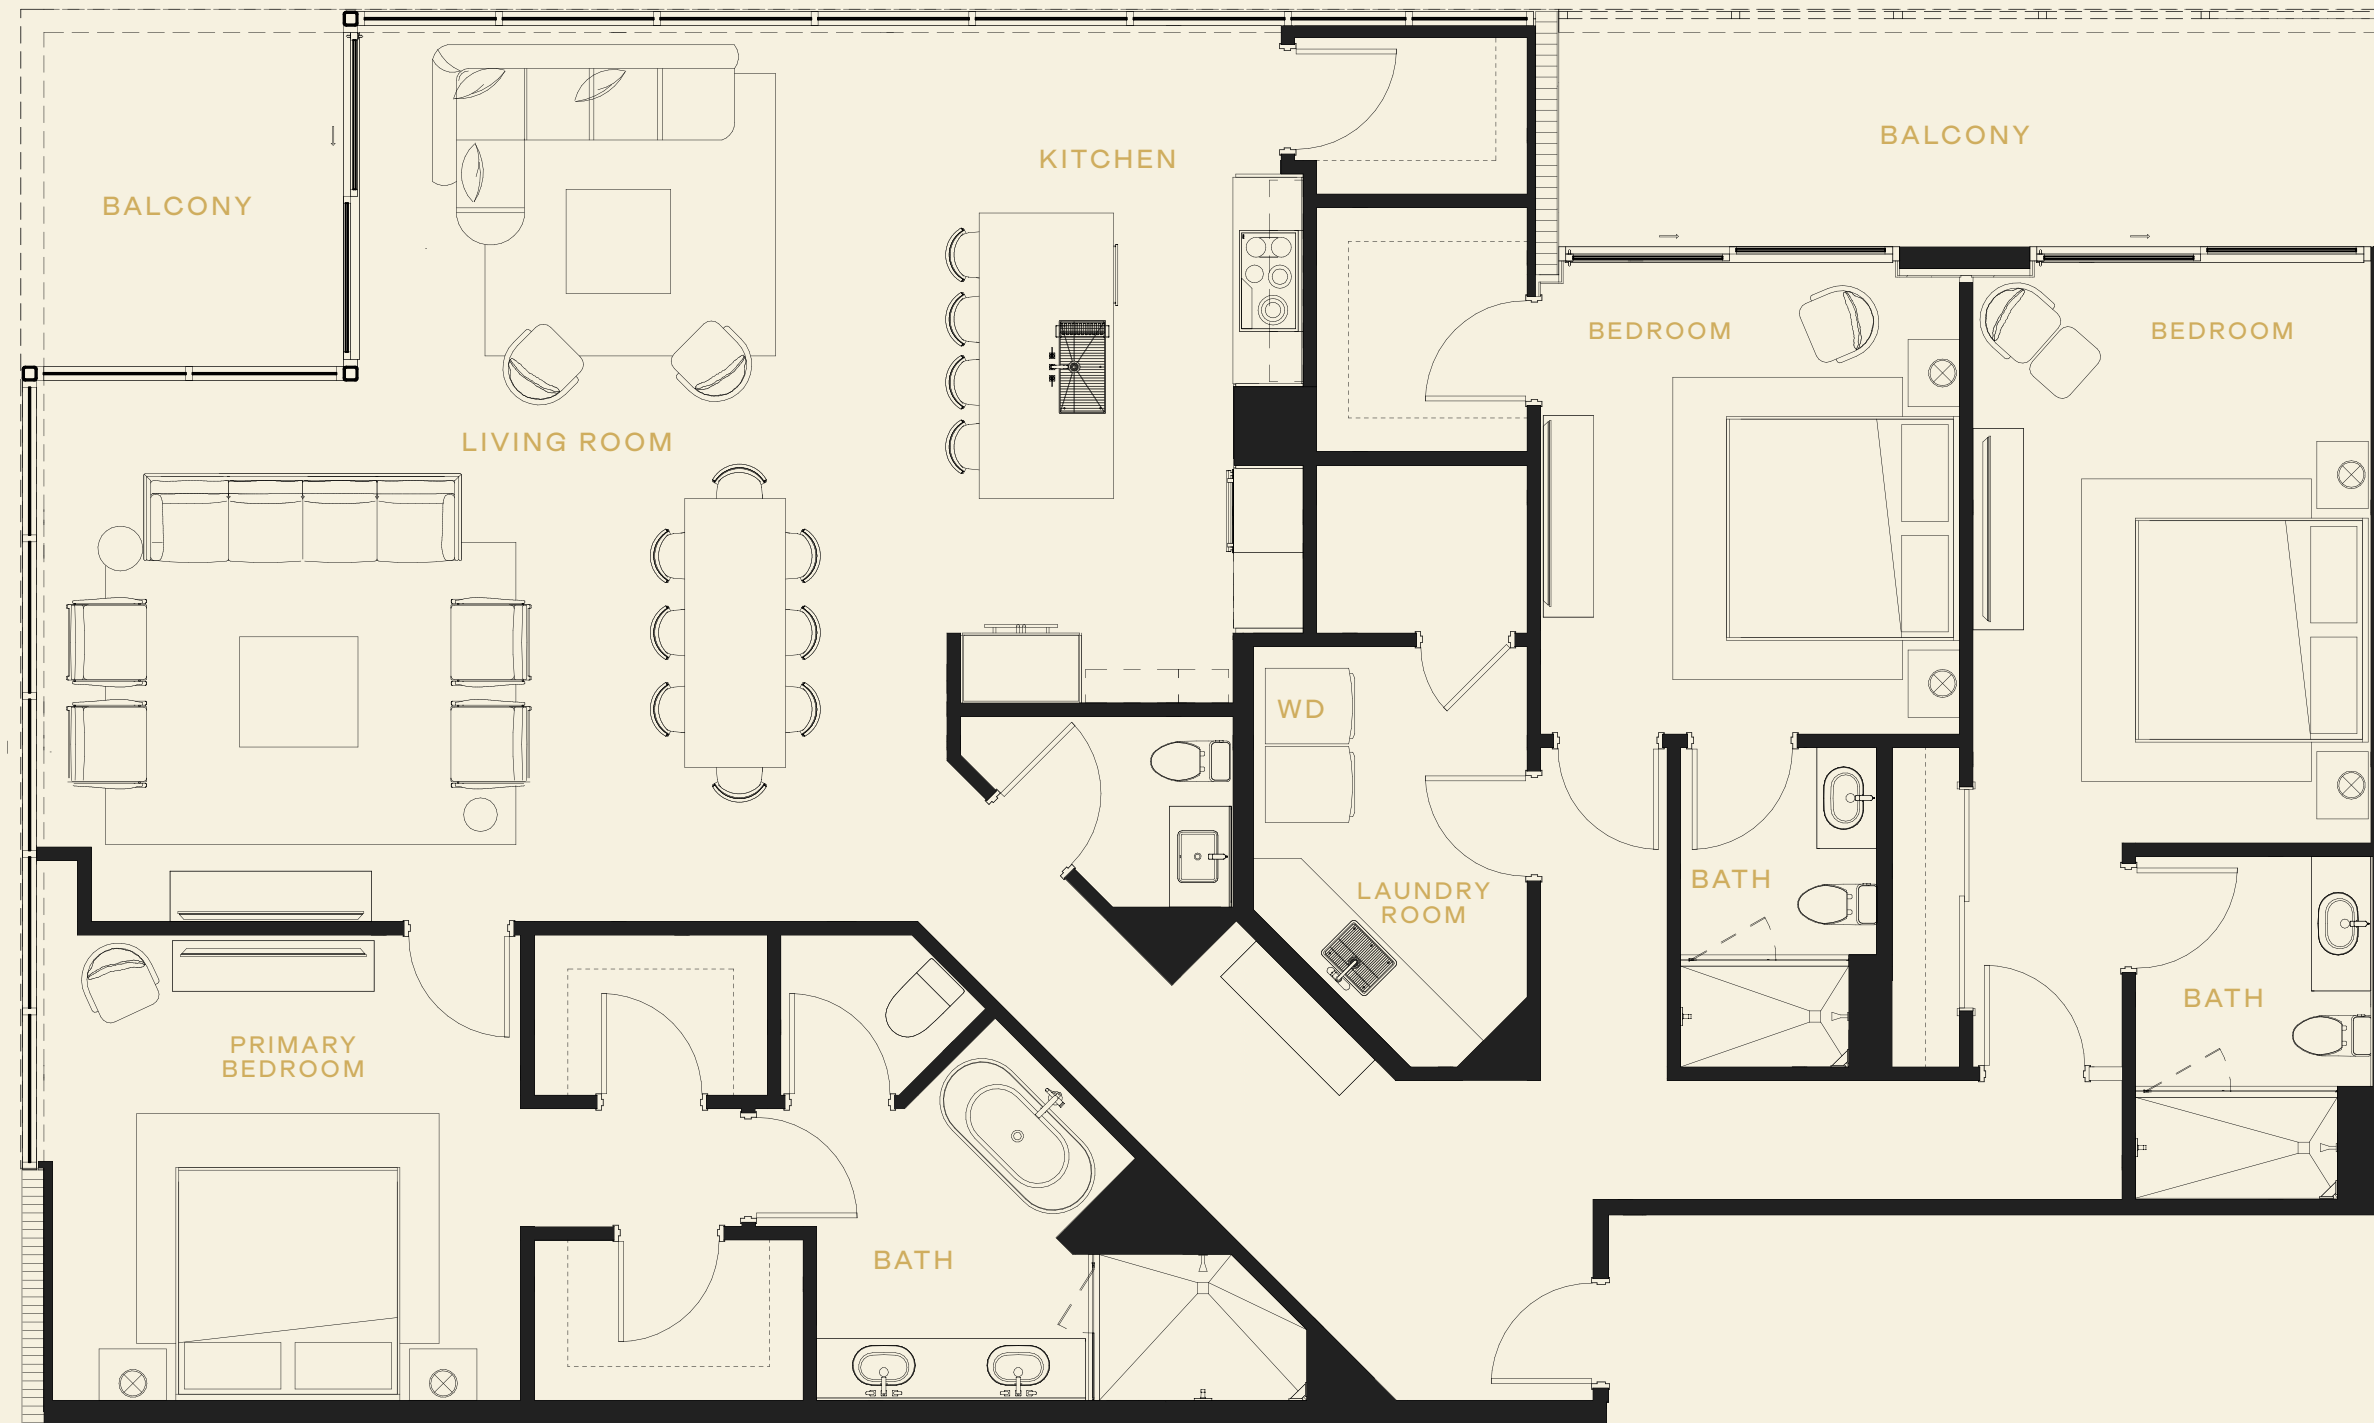 BALCONY
KITCHEN
BALCONY
BEDROOM
BEDROOM
LIVING ROOM
WD
BATH
LAUNDRY
ROOM
BATH
PRIMARY
BEDROOM
BATH